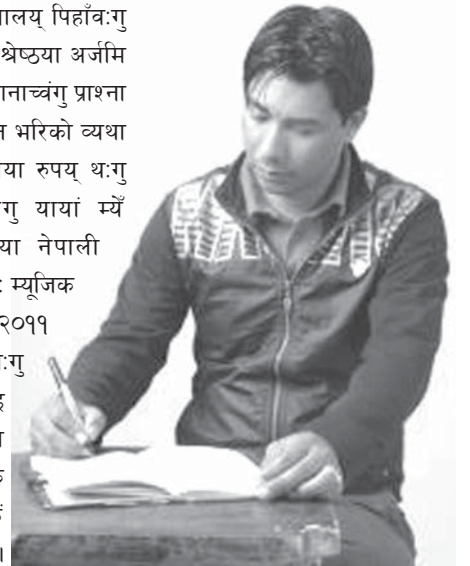 ालय् पिहाँवःगु
श्रेष्ठया अर्जमि
ानाच्वंगु प्राश्ना
न भरिको व्यथा
या रुपय् थःगु
गु यायां म्येँ
या नेपाली
म्यूजिक
२०११
ःगु
।